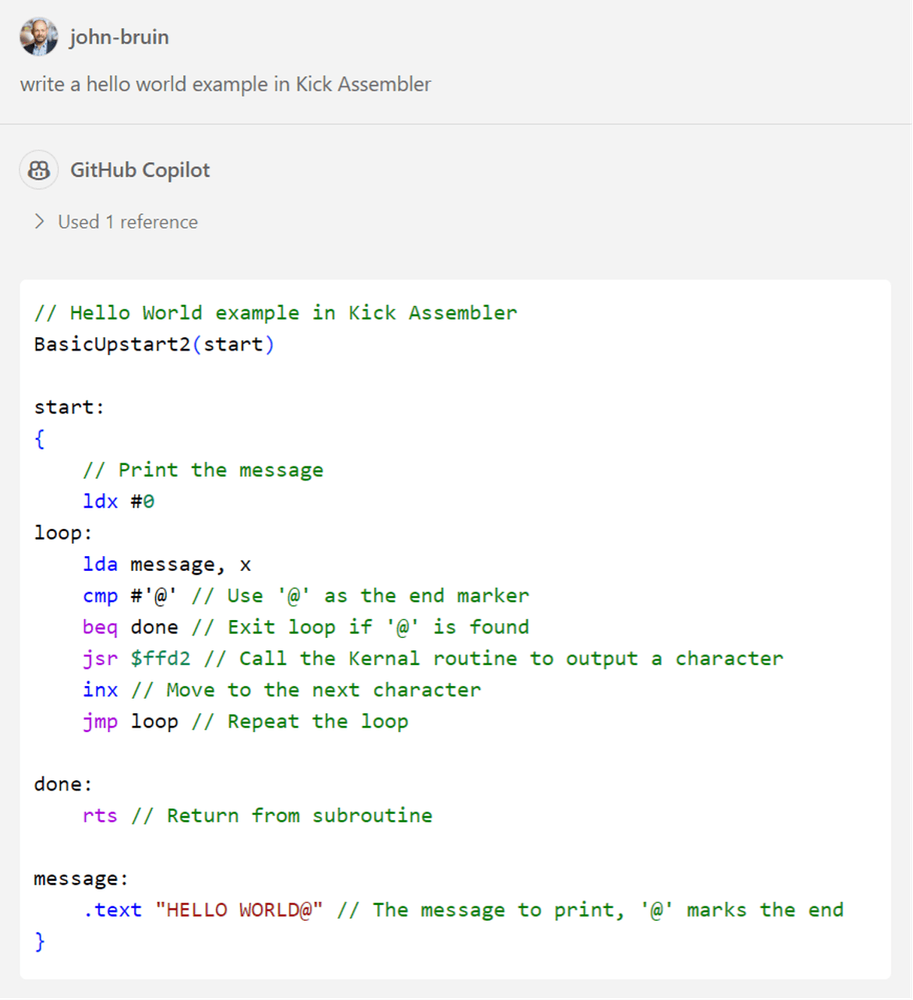 john-bruin
write a hello world example in Kick Assembler
GitHub Copilot
Used 1 reference
// Hello World example in Kick Assembler
BasicUpstart2(start)
start:
{
    // Print the message
    ldx #0
loop:
    lda message, x
    cmp #'@' // Use '@' as the end marker
    beq done // Exit loop if '@' is found
    jsr $ffd2 // Call the Kernal routine to output a character
    inx // Move to the next character
    jmp loop // Repeat the loop
done:
    rts // Return from subroutine
message:
    .text "HELLO WORLD@" // The message to print, '@' marks the end
}